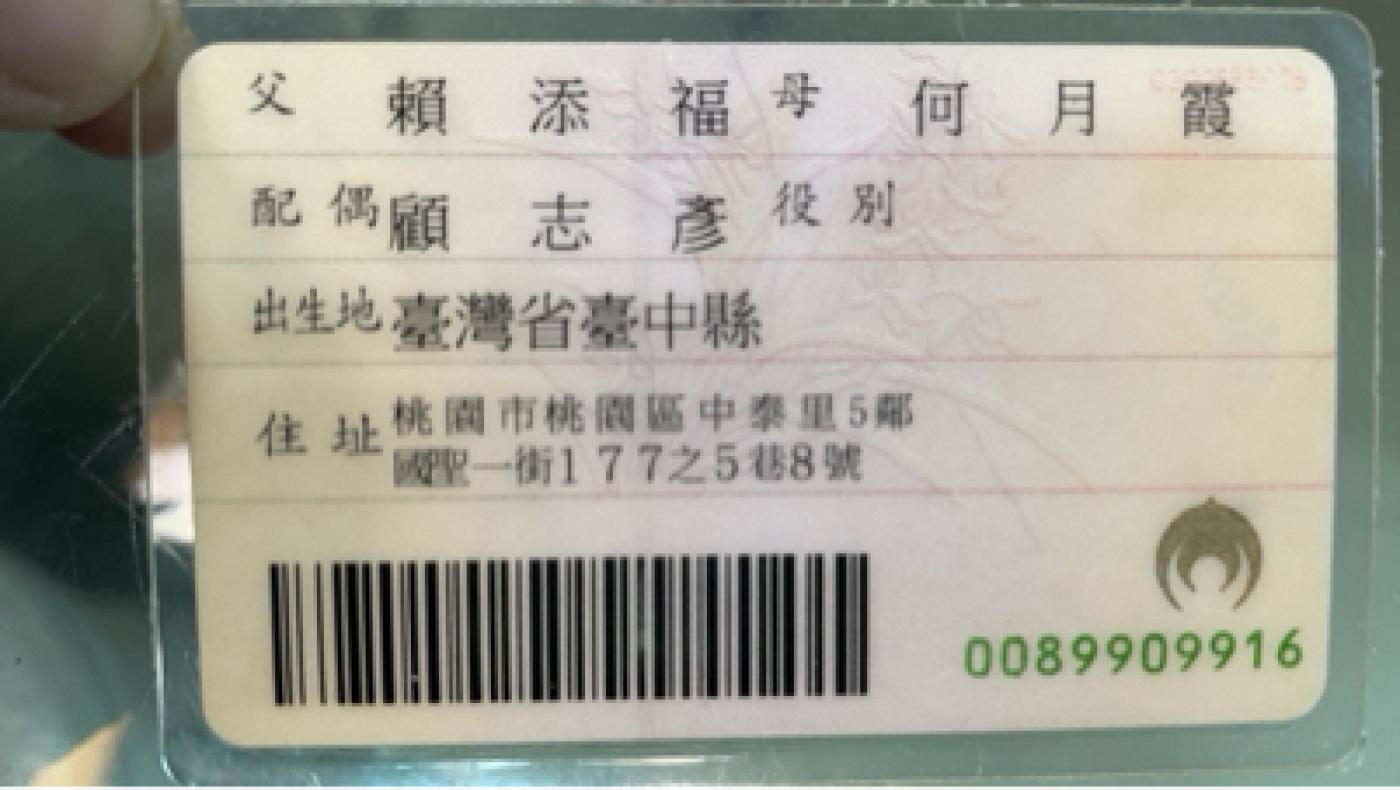 父 賴添福 母 何月霞
配偶 顧志彥 役別
出生地 臺灣省臺中縣
住址 桃園市桃園區中泰里5鄰
國聖一街177之5巷8號
0089909916